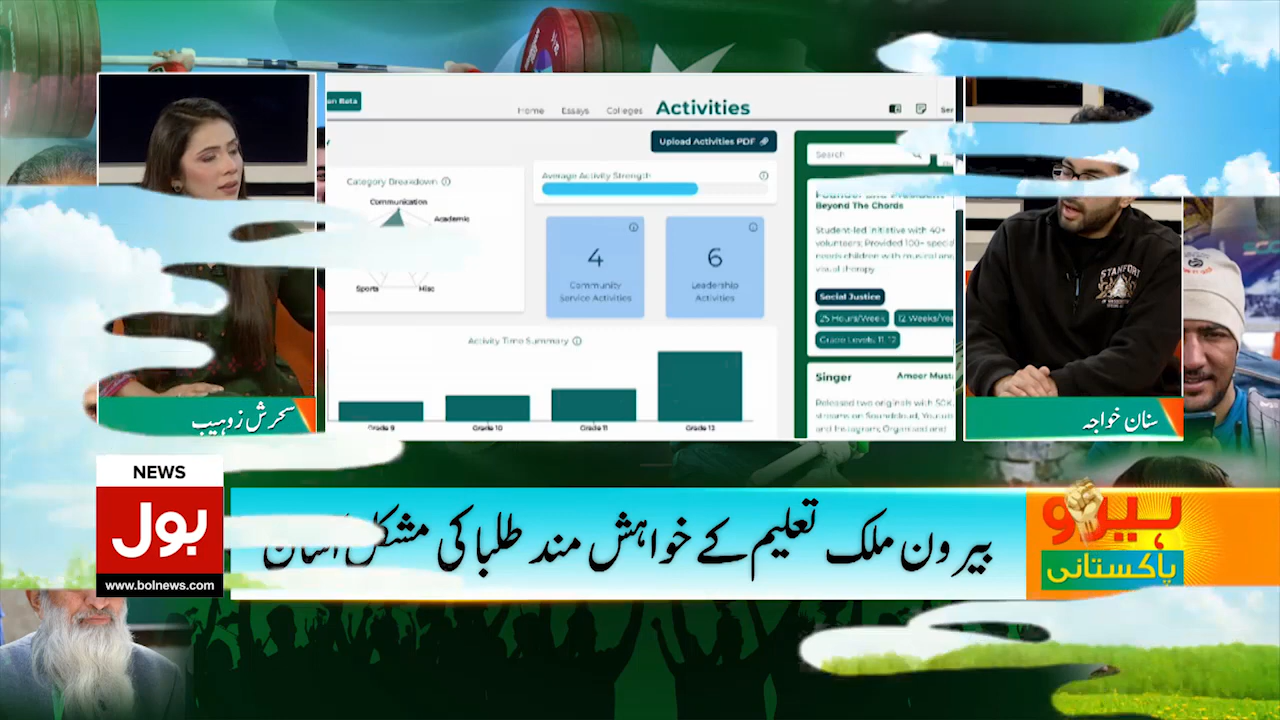 Home Essays Colleges Activities
Upload Activities PDF
Search
Category Breakdown
Average Activity Strength
Communication
Academic
Sports
Misc
4
Community
Service Activities
6
Leadership
Activities
Activity Time Summary
Grade 9
Grade 10
Grade 11
Grade 12
Founder and President
Beyond The Chords
Student-led initiative with 40+
volunteers; Provided 100+ special
needs children with musical and
visual therapy
Social Justice
25 Hours/Week
Grade Levels: 11, 12
Singer
Released two originals with 50K
streams on Soundcloud, Youtube
and Instagram; Organised and
STANFORD
سحرش زوہیب
سنان خواجہ
NEWS
بول
www.bolnews.com
بیرون ملک تعلیم کے خواہش مند طلبا کی مشکل آسان
ہیرو
پاکستانی